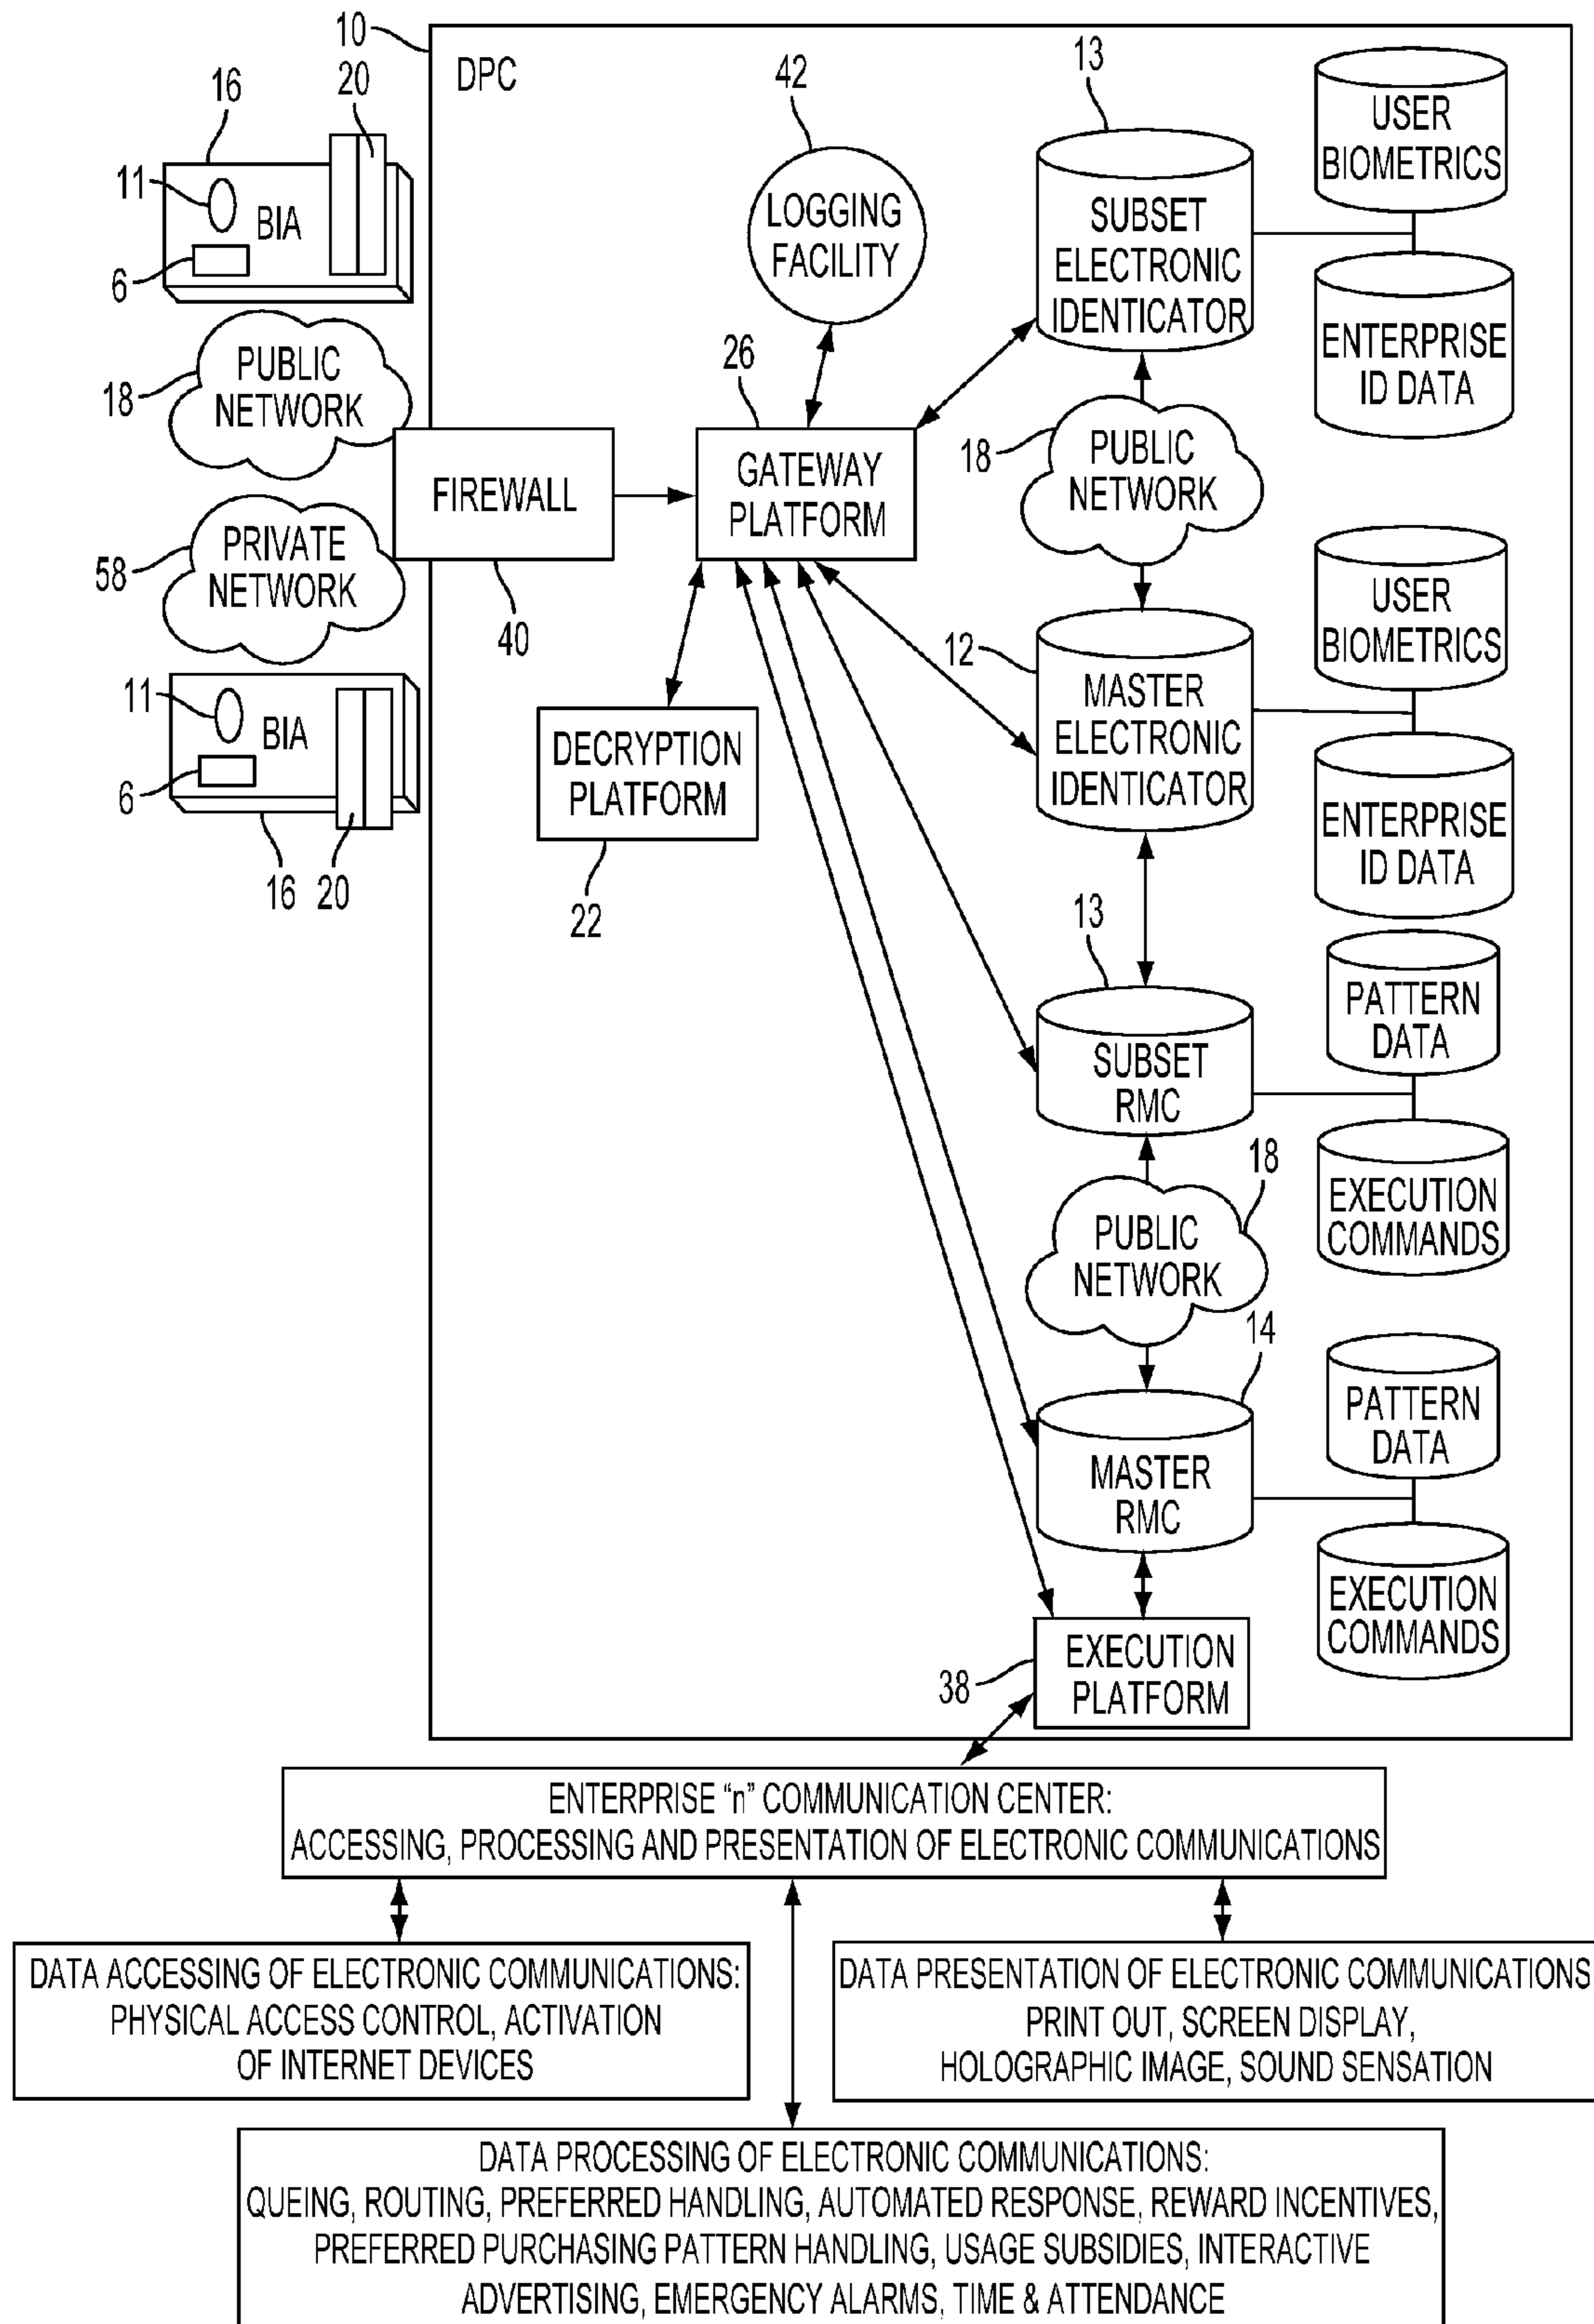 10
DPC
16
20
11
BIA
6
PUBLIC
NETWORK
18
PRIVATE
NETWORK
58
11
BIA
6
16
20
FIREWALL
40
42
LOGGING
FACILITY
26
GATEWAY
PLATFORM
DECRYPTION
PLATFORM
22
13
SUBSET
ELECTRONIC
IDENTICATOR
USER
BIOMETRICS
ENTERPRISE
ID DATA
18
PUBLIC
NETWORK
12
MASTER
ELECTRONIC
IDENTICATOR
USER
BIOMETRICS
ENTERPRISE
ID DATA
13
SUBSET
RMC
PATTERN
DATA
EXECUTION
COMMANDS
18
PUBLIC
NETWORK
14
MASTER
RMC
PATTERN
DATA
EXECUTION
COMMANDS
38
EXECUTION
PLATFORM
ENTERPRISE “n” COMMUNICATION CENTER:
ACCESSING, PROCESSING AND PRESENTATION OF ELECTRONIC COMMUNICATIONS
DATA ACCESSING OF ELECTRONIC COMMUNICATIONS:
PHYSICAL ACCESS CONTROL, ACTIVATION
OF INTERNET DEVICES
DATA PRESENTATION OF ELECTRONIC COMMUNICATIONS
PRINT OUT, SCREEN DISPLAY,
HOLOGRAPHIC IMAGE, SOUND SENSATION
DATA PROCESSING OF ELECTRONIC COMMUNICATIONS:
QUEING, ROUTING, PREFERRED HANDLING, AUTOMATED RESPONSE, REWARD INCENTIVES,
PREFERRED PURCHASING PATTERN HANDLING, USAGE SUBSIDIES, INTERACTIVE
ADVERTISING, EMERGENCY ALARMS, TIME & ATTENDANCE